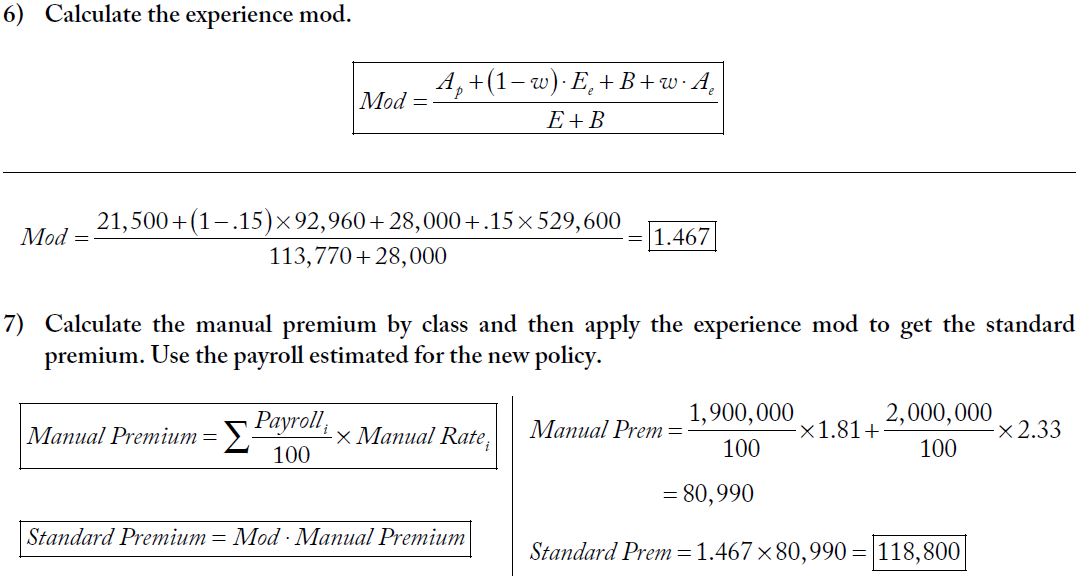 6) Calculate the experience mod.
Mod = \frac{A_p + (1 - w) \cdot E_e + B + w \cdot A_e}{E + B}
Mod = \frac{21,500 + (1 - .15) \times 92,960 + 28,000 + .15 \times 529,600}{113,770 + 28,000} = 1.467
7) Calculate the manual premium by class and then apply the experience mod to get the standard
premium. Use the payroll estimated for the new policy.
Manual Premium = \sum \frac{Payroll_i}{100} \times Manual Rate_i
Standard Premium = Mod \cdot Manual Premium
Manual Prem = \frac{1,900,000}{100} \times 1.81 + \frac{2,000,000}{100} \times 2.33
= 80,990
Standard Prem = 1.467 \times 80,990 = 118,800